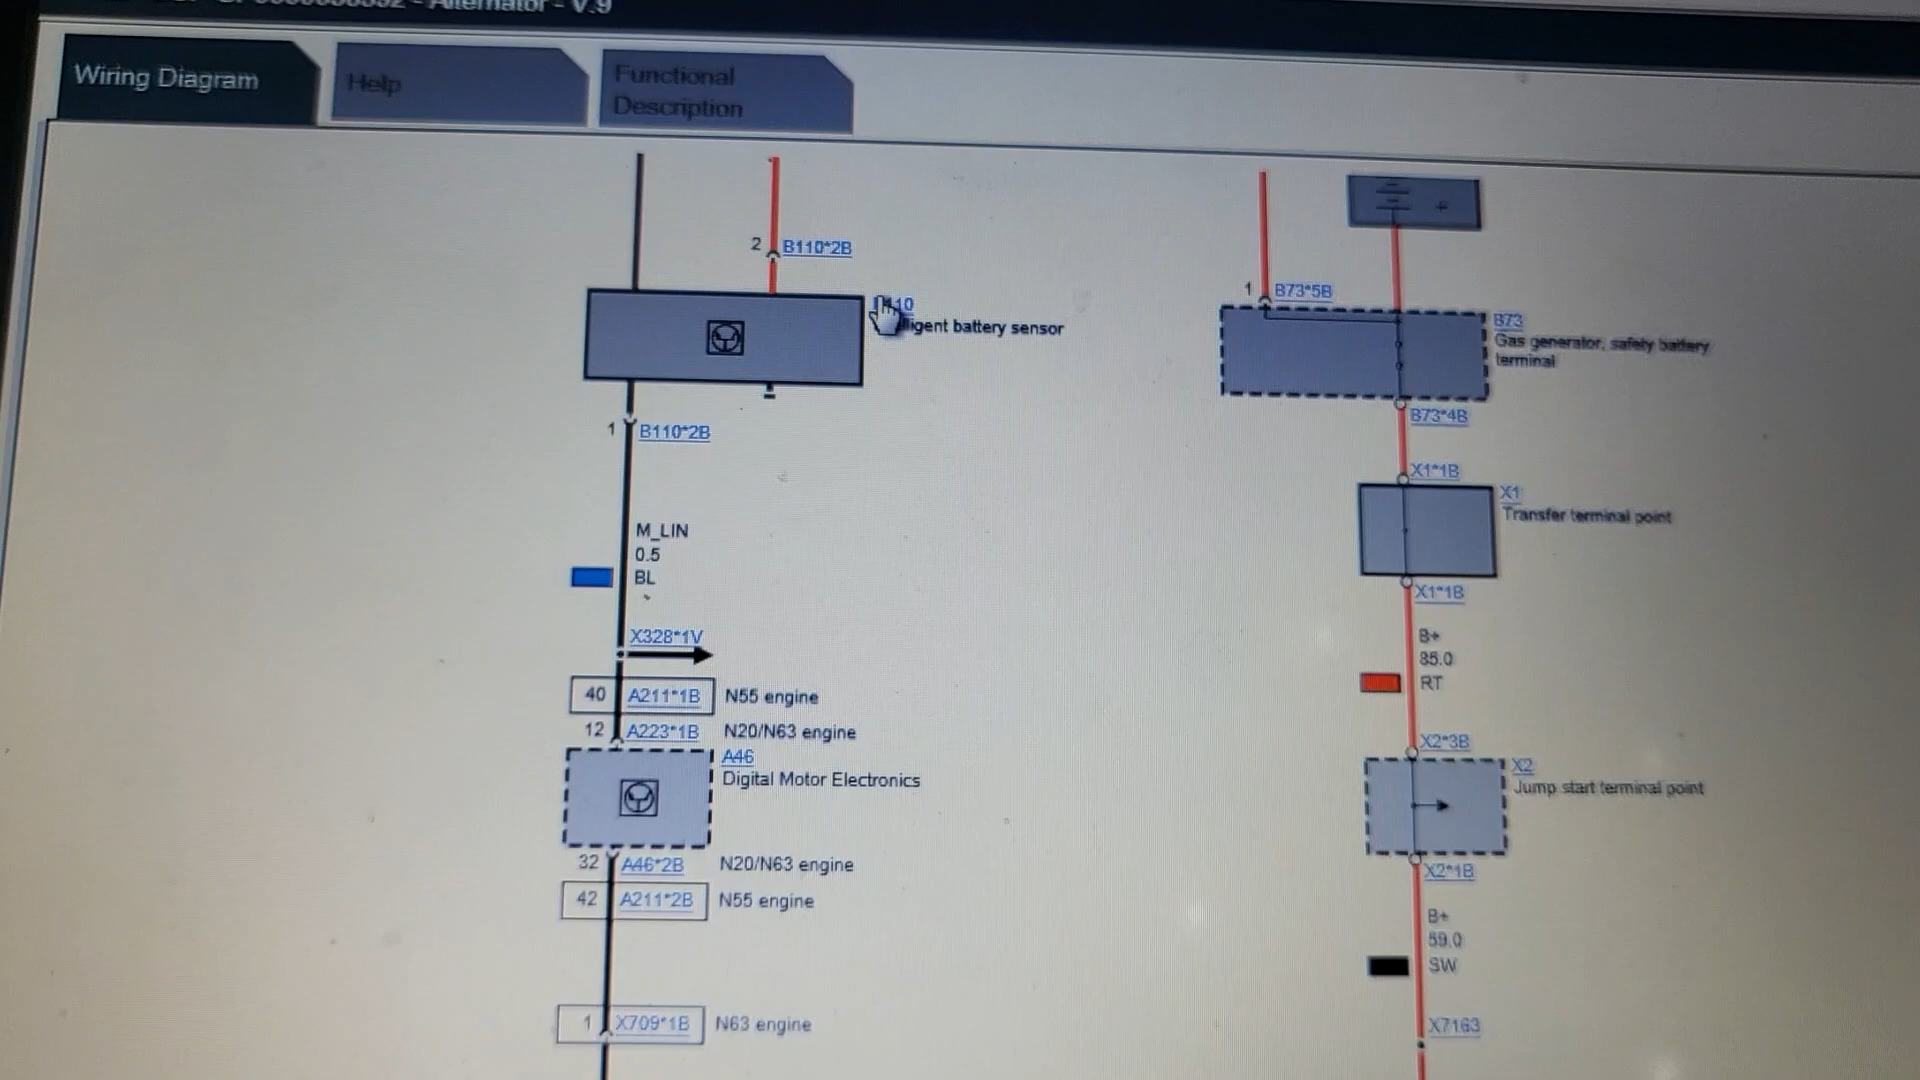 Alternator - V.9
Wiring Diagram
Help
Functional
Description
2 B110*2B
igent battery sensor
1 B110*2B
M_LIN
0.5
BL
X328*1V
40 A211*1B N55 engine
12 A223*1B N20/N63 engine
A46
Digital Motor Electronics
32 A46*2B N20/N63 engine
42 A211*2B N55 engine
1 X709*1B N63 engine
+
1 B73*5B
B73
Gas generator, safety battery
terminal
B73*4B
X1*1B
X1
Transfer terminal point
X1*1B
B+
85.0
RT
X2*3B
X2
Jump start terminal point
X2*1B
B+
59.0
SW
X7163